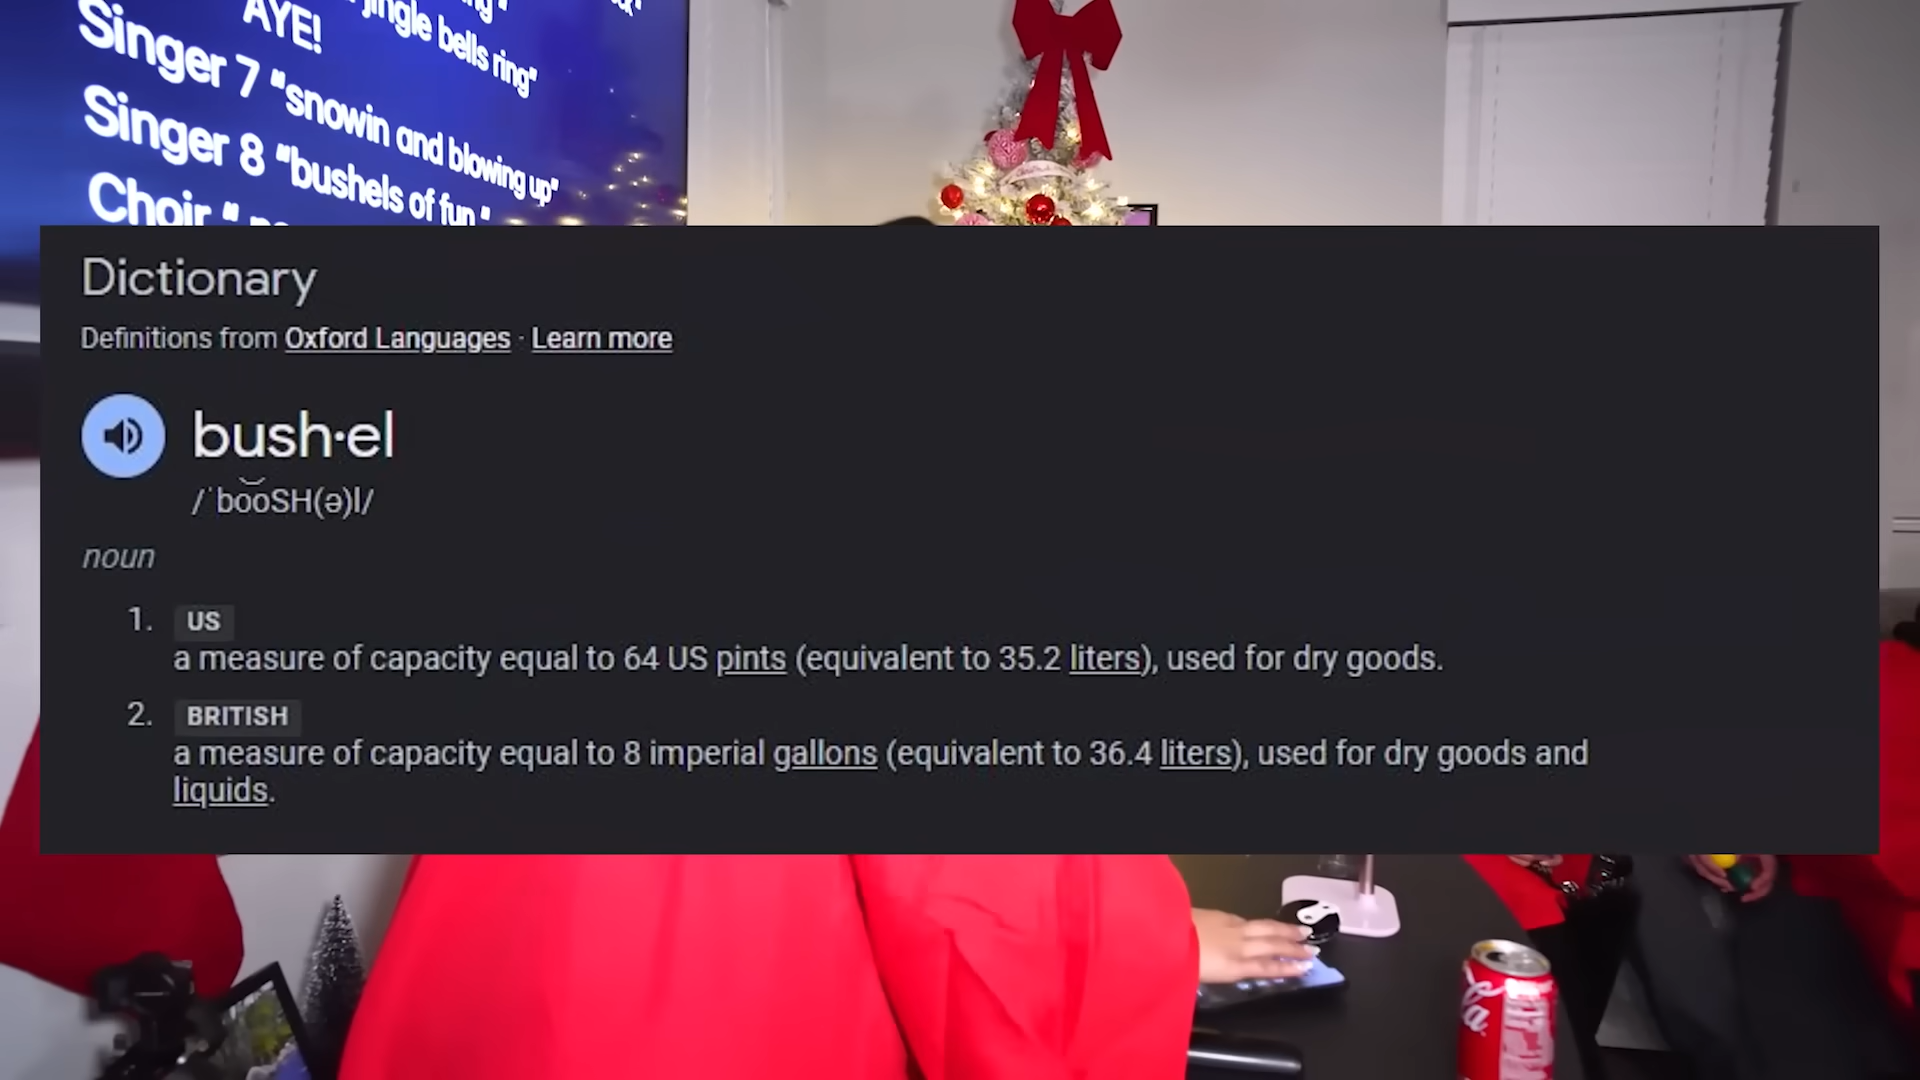 AYE!
jingle bells ring"
Singer 7 "snowin and blowing up"
Singer 8 "bushels of fun"
Choir "
Dictionary
Definitions from Oxford Languages · Learn more
bush·el
/ˈbo͝oSH(ə)l/
noun
1. US
a measure of capacity equal to 64 US pints (equivalent to 35.2 liters), used for dry goods.
2. BRITISH
a measure of capacity equal to 8 imperial gallons (equivalent to 36.4 liters), used for dry goods and
liquids.